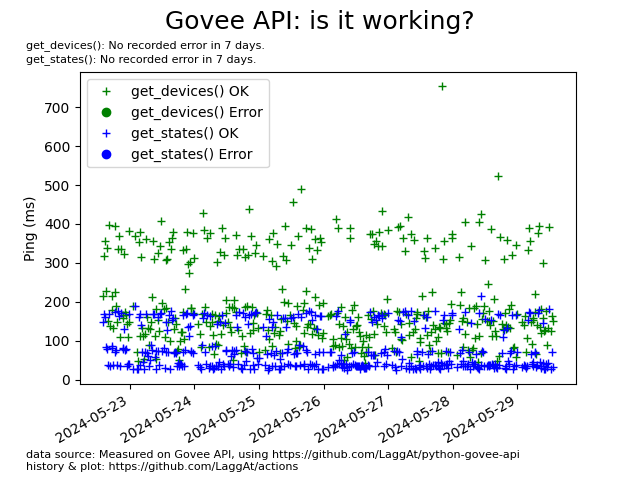 Govee API: is it working?
get_devices(): No recorded error in 7 days.
get_states(): No recorded error in 7 days.
get_devices() OK
get_devices() Error
get_states() OK
get_states() Error
Ping (ms)
700
600
500
400
300
200
100
0
2024-05-23
2024-05-24
2024-05-25
2024-05-26
2024-05-27
2024-05-28
2024-05-29
data source: Measured on Govee API, using https://github.com/LaggAt/python-govee-api
history & plot: https://github.com/LaggAt/actions